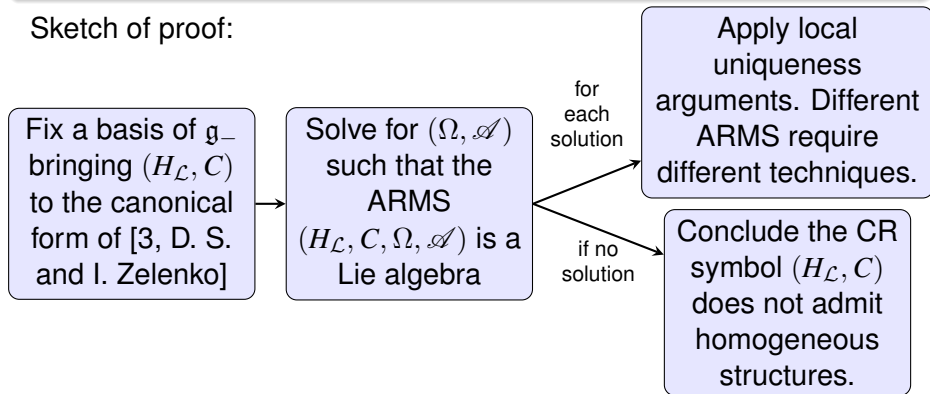 Sketch of proof:
Fix a basis of 𝔤₋
bringing (H_ℒ, C)
to the canonical
form of [3, D. S.
and I. Zelenko]
Solve for (Ω, 𝒜)
such that the
ARMS
(H_ℒ, C, Ω, 𝒜) is a
Lie algebra
for
each
solution
Apply local
uniqueness
arguments. Different
ARMS require
different techniques.
if no
solution
Conclude the CR
symbol (H_ℒ, C)
does not admit
homogeneous
structures.